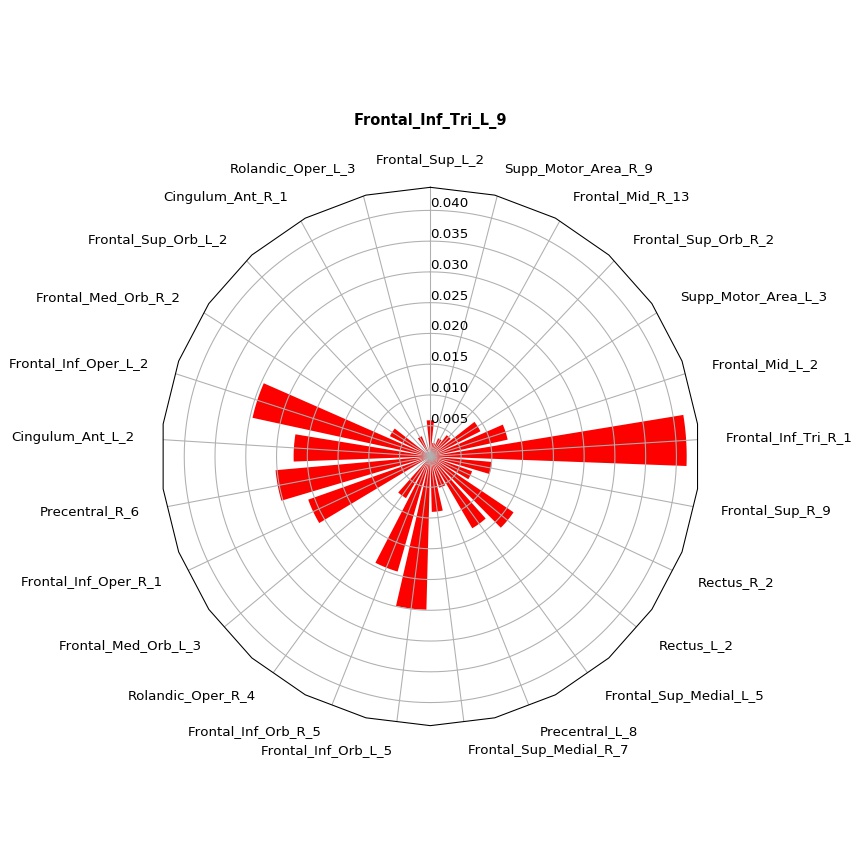 Frontal_Inf_Tri_L_9
Frontal_Sup_L_2
Rolandic_Oper_L_3
Supp_Motor_Area_R_9
Cingulum_Ant_R_1
Frontal_Mid_R_13
0.040
0.035
Frontal_Sup_Orb_L_2
Frontal_Sup_Orb_R_2
0.030
Frontal_Med_Orb_R_2
Supp_Motor_Area_L_3
0.025
0.020
Frontal_Inf_Oper_L_2
Frontal_Mid_L_2
0.015
0.010
0.005
Cingulum_Ant_L_2
Frontal_Inf_Tri_R_1
Precentral_R_6
Frontal_Sup_R_9
Frontal_Inf_Oper_R_1
Rectus_R_2
Frontal_Med_Orb_L_3
Rectus_L_2
Rolandic_Oper_R_4
Frontal_Sup_Medial_L_5
Frontal_Inf_Orb_R_5
Precentral_L_8
Frontal_Inf_Orb_L_5
Frontal_Sup_Medial_R_7